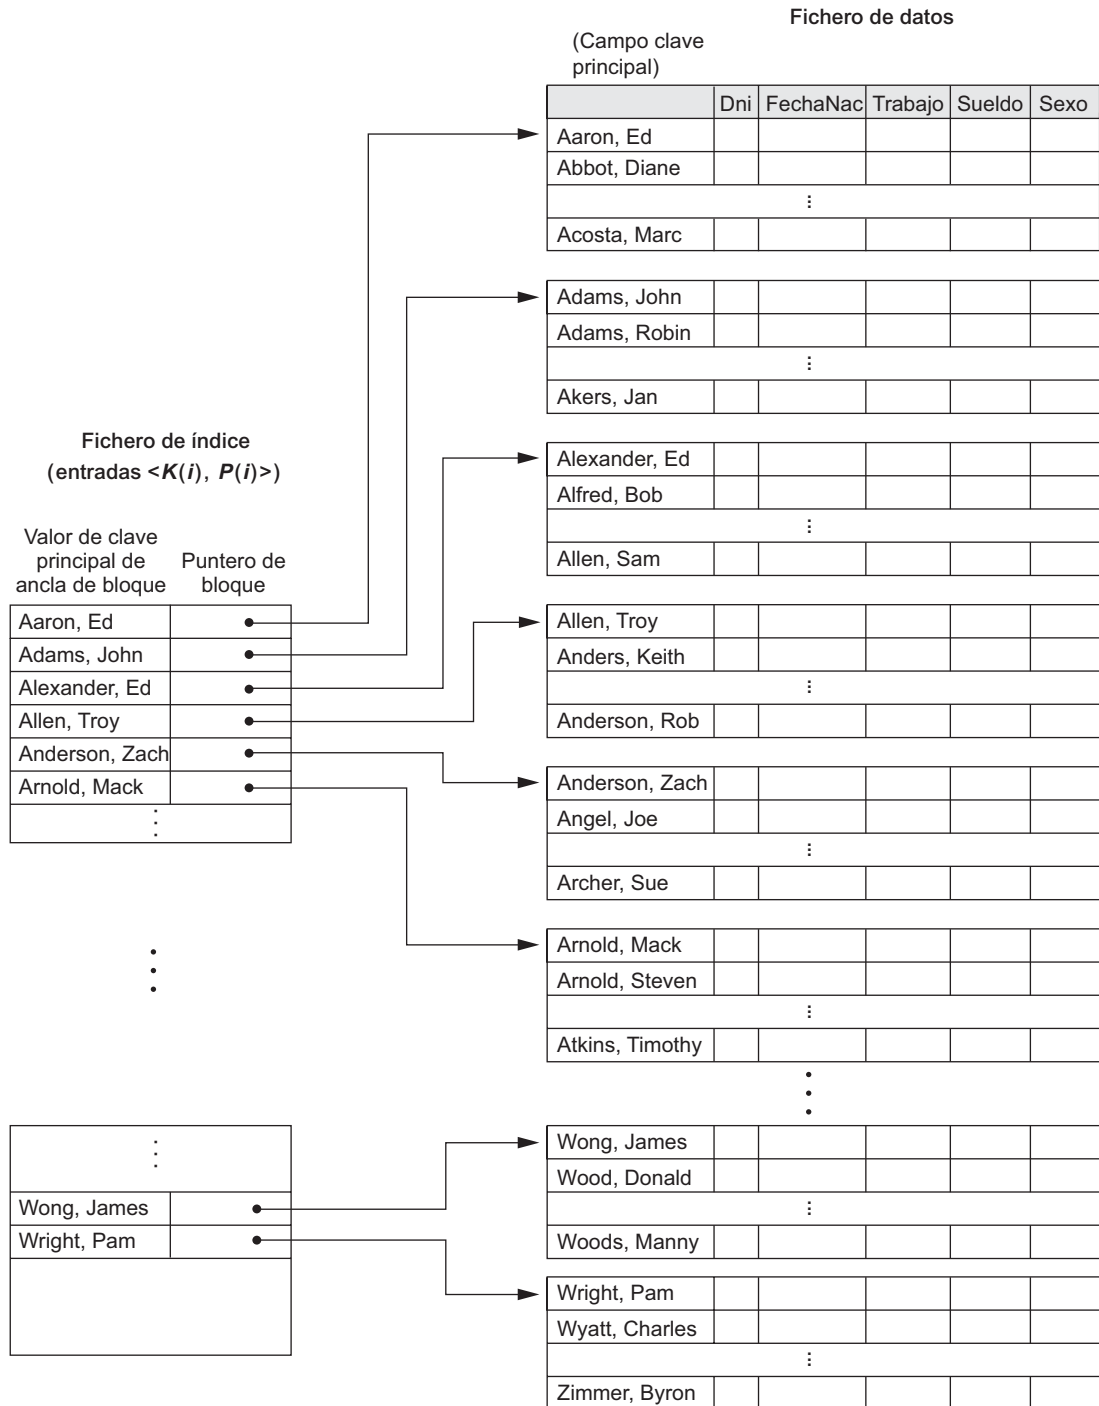 Fichero de datos
(Campo clave
principal)
Dni FechaNac Trabajo Sueldo Sexo
Aaron, Ed
Abbot, Diane
⋮
Acosta, Marc
Adams, John
Adams, Robin
⋮
Akers, Jan
Alexander, Ed
Alfred, Bob
⋮
Allen, Sam
Allen, Troy
Anders, Keith
⋮
Anderson, Rob
Anderson, Zach
Angel, Joe
⋮
Archer, Sue
Arnold, Mack
Arnold, Steven
⋮
Atkins, Timothy
⋮
Wong, James
Wood, Donald
⋮
Woods, Manny
Wright, Pam
Wyatt, Charles
⋮
Zimmer, Byron
Fichero de índice
(entradas <K(i), P(i)>)
Valor de clave
principal de
ancla de bloque
Puntero de
bloque
Aaron, Ed
Adams, John
Alexander, Ed
Allen, Troy
Anderson, Zach
Arnold, Mack
⋮
⋮
⋮
Wong, James
Wright, Pam